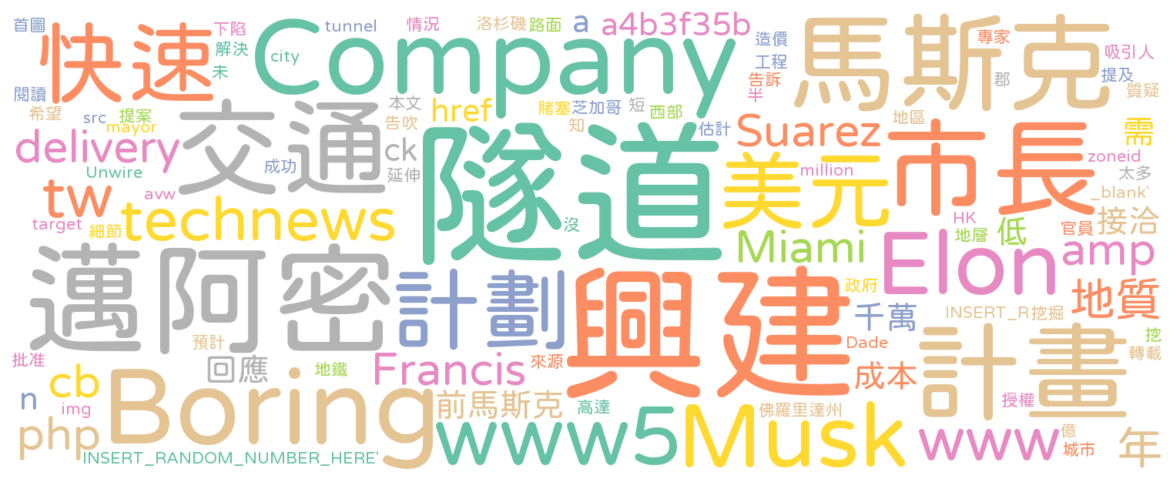 首圖
快速
下陷
解決
未
city
Company
tunnel
情況
洛杉磯
路面
a
a4b3f35b
造價
工程
告訴
半
馬斯克
專家
郡
吸引人
提及
質疑
閱讀
希望
src
提案
mayor
交通
本文
告吹
href
賭塞
芝加哥
知
短
西部
估計
地區
delivery
Unwire
成功
ck
延伸
隧道
Suarez
市長
需
zoneid
太多
_blank`
tw
avw
target
細節
technews
沒
美元
million
HK
地層
低
官員
接洽
邁阿密
計劃
Miami
Elon
amp
政府
千萬
INSERT_R
挖掘
地質
挖
轉載
預計
批准
回應
地鐵
Francis
來源
興建
Dade
成本
計畫
授權
cb
n
img
php
Boring
前馬斯克
高達
www5
Musk
佛羅里達州
www
億
城市
年
INSERT_RANDOM_NUMBER_HERE'